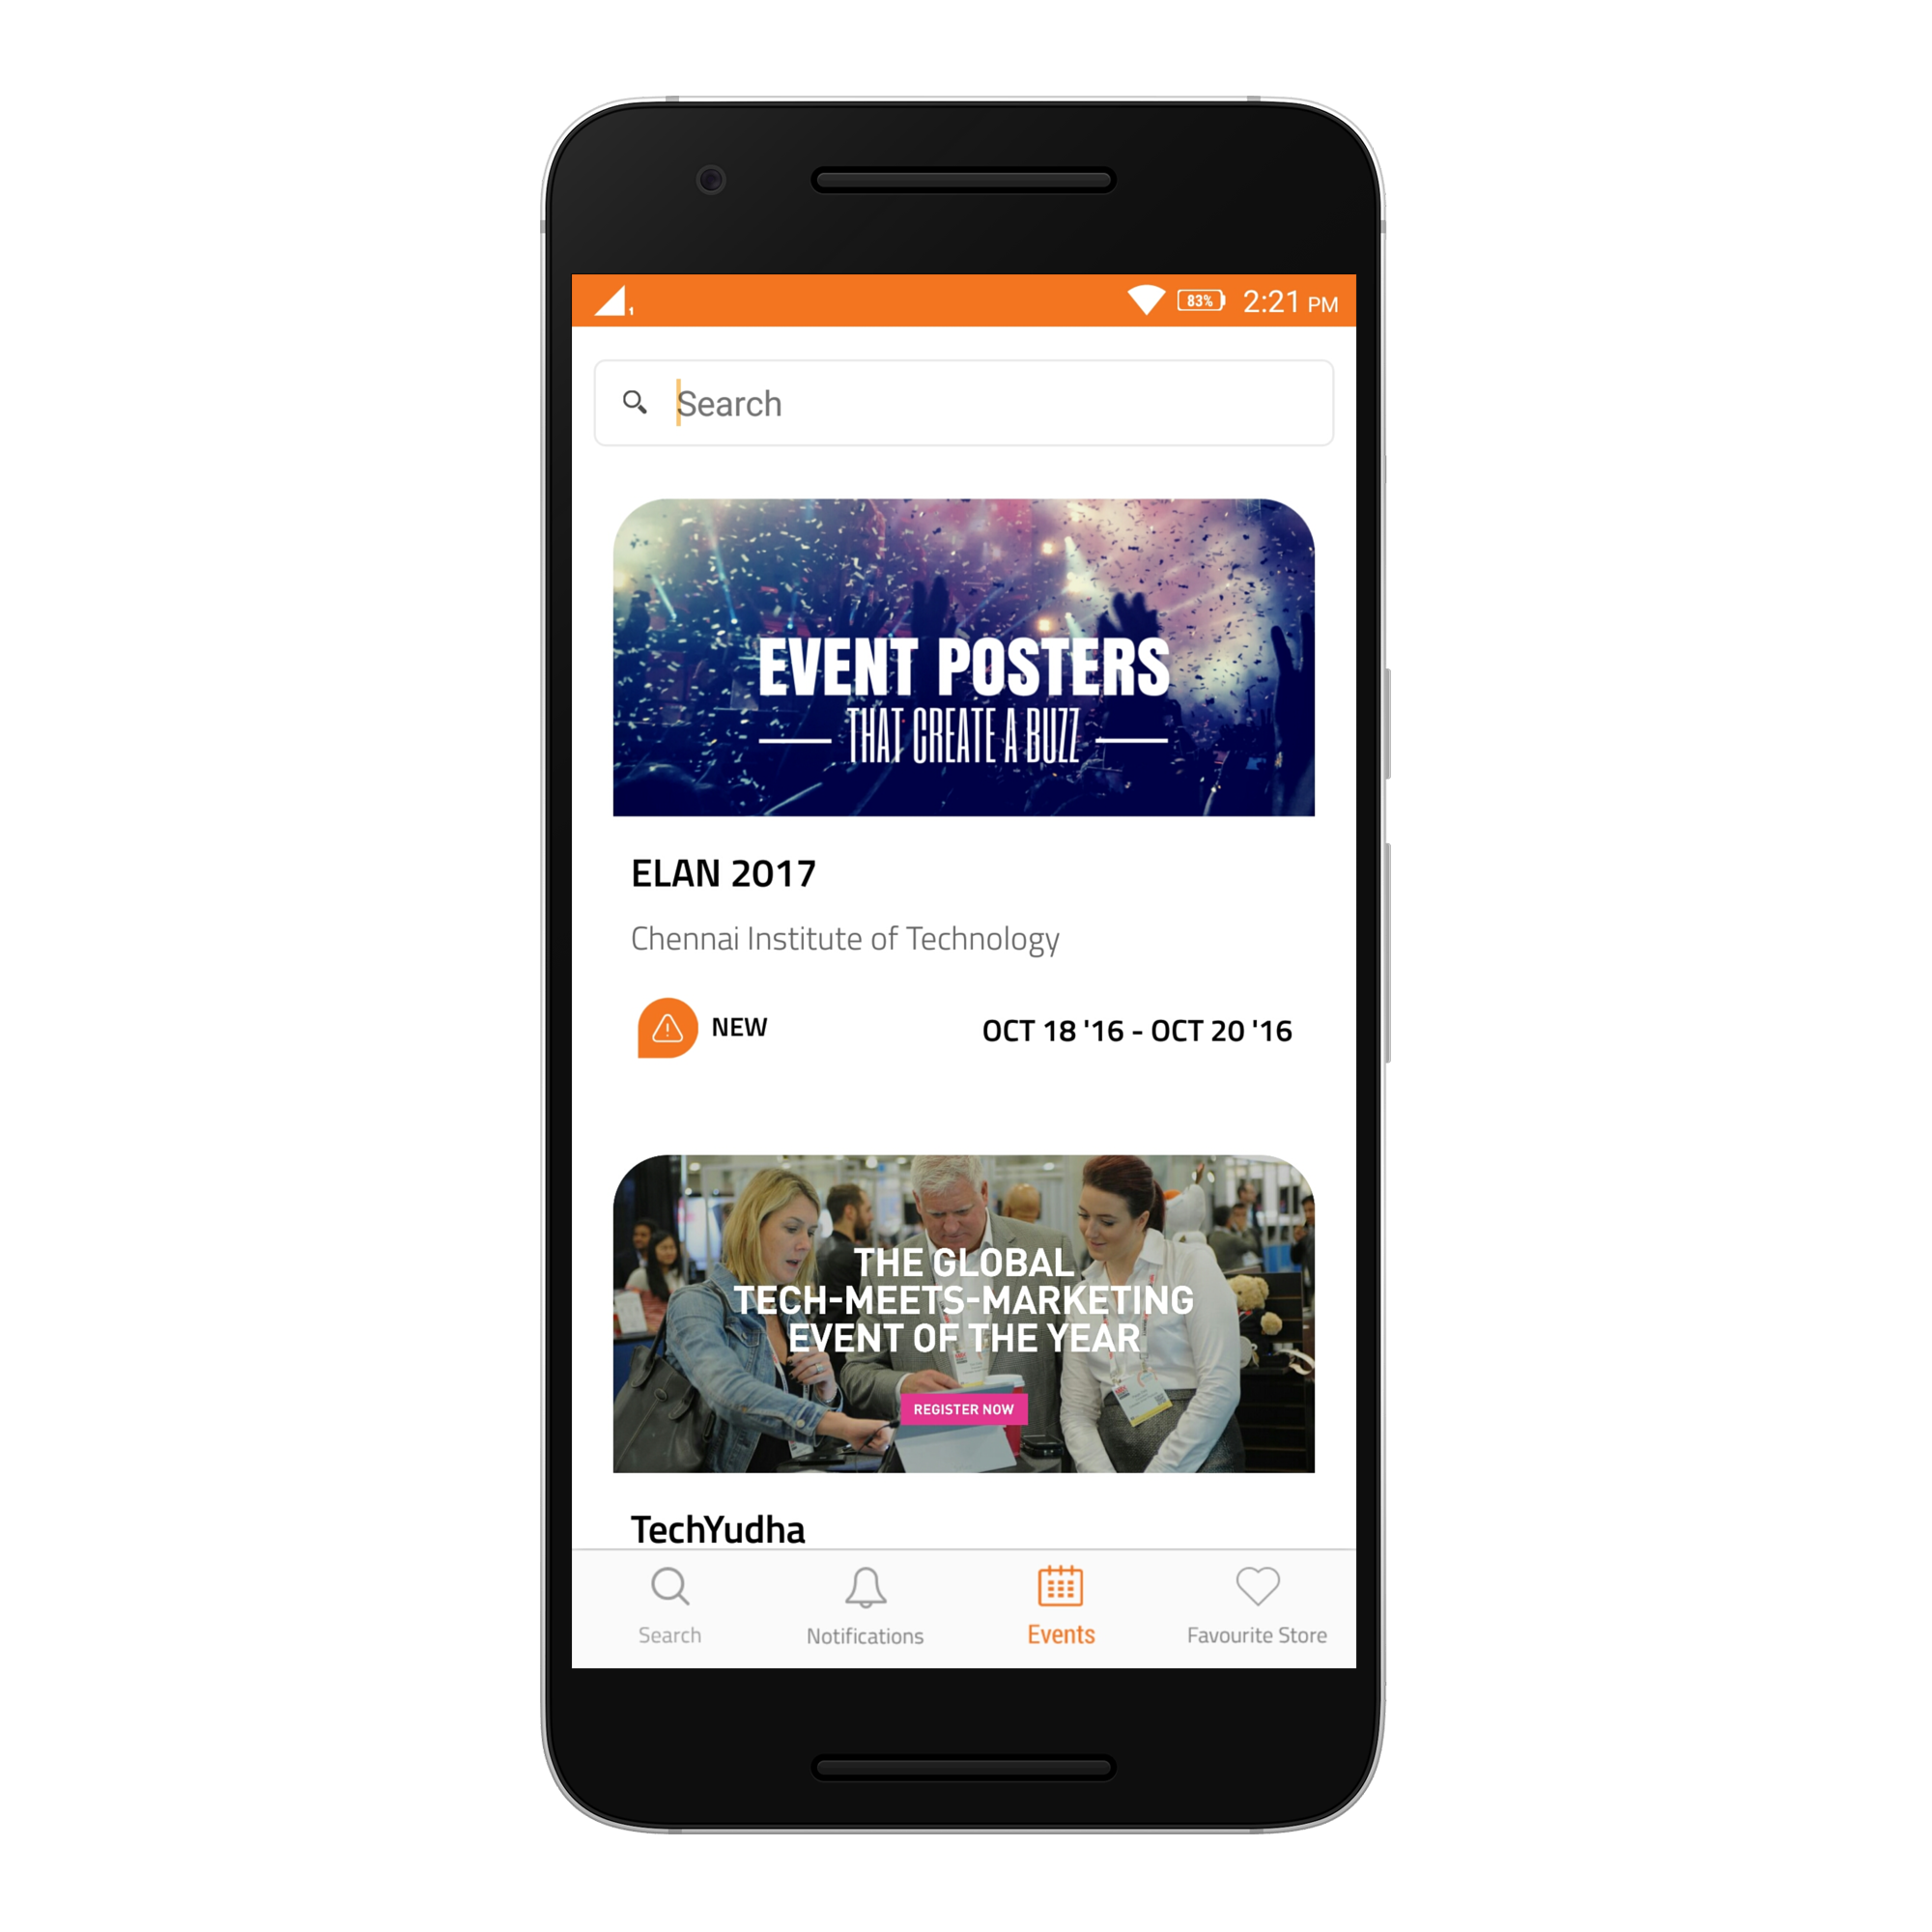 1
83%
2:21 PM
Search
EVENT POSTERS
THAT CREATE A BUZZ
ELAN 2017
Chennai Institute of Technology
NEW
OCT 18 '16 - OCT 20 '16
THE GLOBAL
TECH-MEETS-MARKETING
EVENT OF THE YEAR
REGISTER NOW
TechYudha
Search
Notifications
Events
Favourite Store